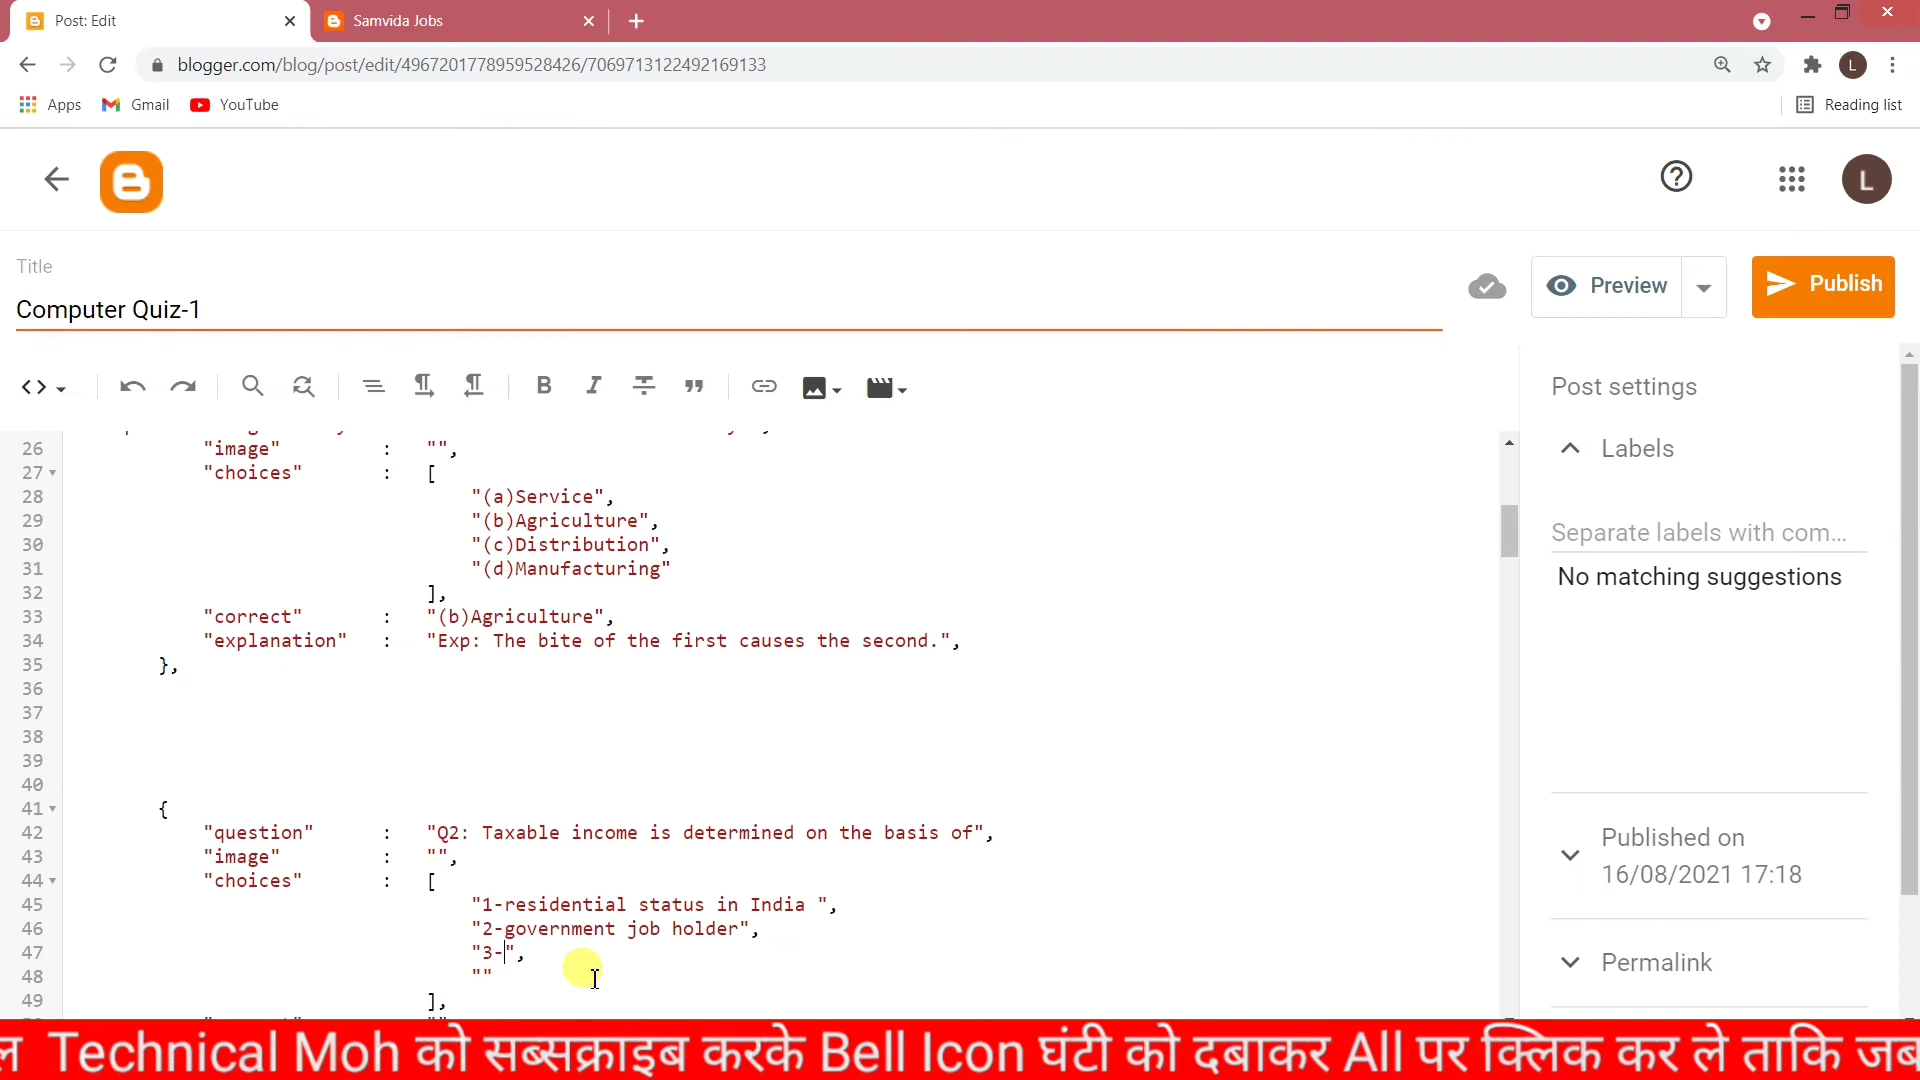 Post: Edit
Samvida Jobs
blogger.com/blog/post/edit/4967201778959528426/7069713122492169133
L
Apps
Gmail
YouTube
Reading list
L
Title
Computer Quiz-1
Preview
Publish
Post settings
26 "image" : "",
27 "choices" : [
28 "(a)Service",
29 "(b)Agriculture",
30 "(c)Distribution",
31 "(d)Manufacturing"
32 ],
33 "correct" : "(b)Agriculture",
34 "explanation" : "Exp: The bite of the first causes the second.",
35 },
36
37
38
39
40
41 {
42 "question" : "Q2: Taxable income is determined on the basis of",
43 "image" : "",
44 "choices" : [
45 "1-residential status in India ",
46 "2-government job holder",
47 "3-",
48 ""
49 ],
Labels
Separate labels with com...
No matching suggestions
Published on
16/08/2021 17:18
Permalink
ल Technical Moh को सब्सक्राइब करके Bell Icon घंटी को दबाकर All पर क्लिक कर ले ताकि जब